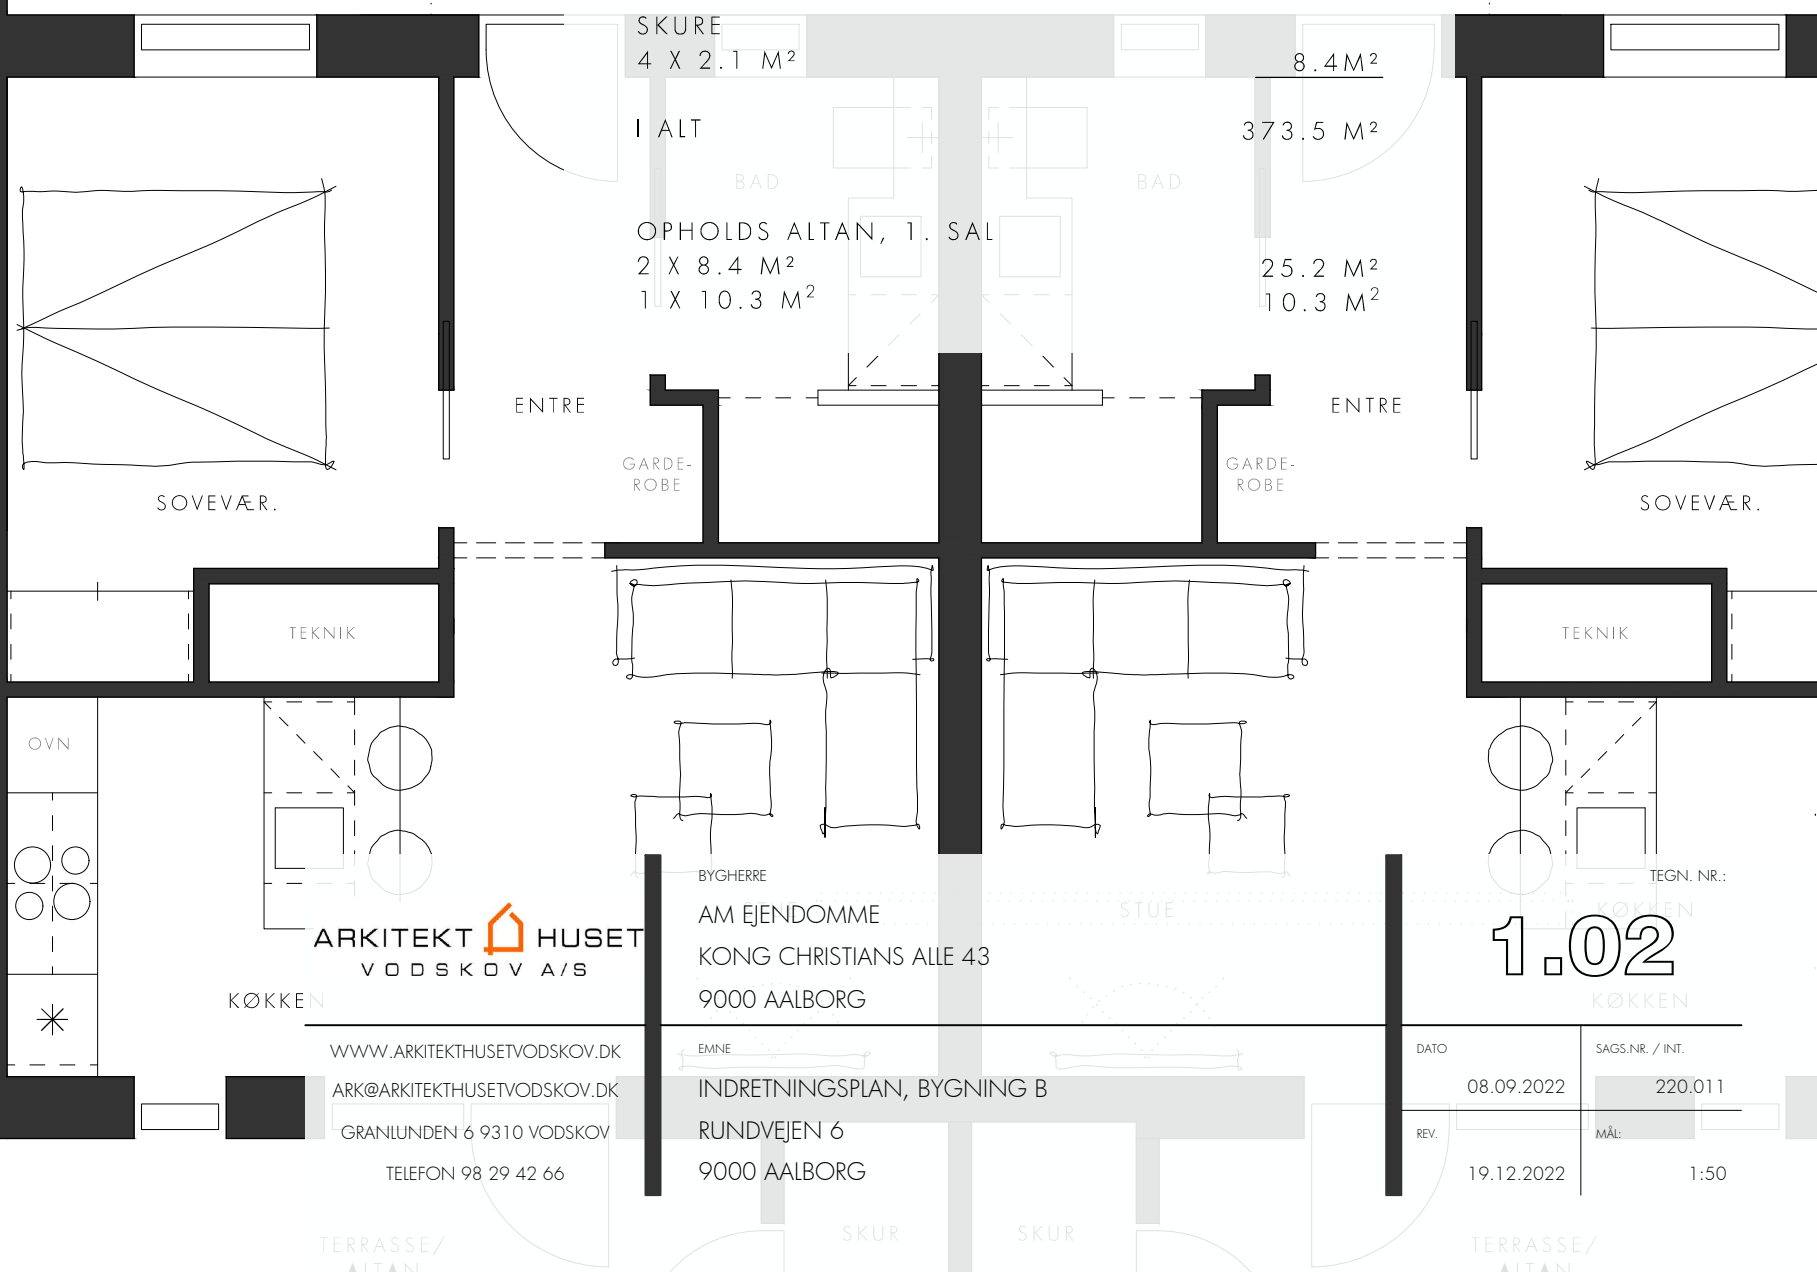 SKURE
4 X 2.1 M² 8.4M²
I ALT 373.5 M²
BAD BAD
OPHOLDS ALTAN, 1. SAL
2 X 8.4 M² 25.2 M²
1 X 10.3 M² 10.3 M²
ENTRE ENTRE
GARDE-
ROBE
GARDE-
ROBE
SOVEVÆR. SOVEVÆR.
TEKNIK TEKNIK
OVN
STUE STUE
KØKKEN
KØKKEN
KØKKEN
ARKITEKT HUSET
VODSKOV A/S
WWW.ARKITEKTHUSETVODSKOV.DK
ARK@ARKITEKTHUSETVODSKOV.DK
GRANLUNDEN 6 9310 VODSKOV
TELEFON 98 29 42 66
BYGHERRE
AM EJENDOMME
KONG CHRISTIANS ALLE 43
9000 AALBORG
EMNE
INDRETNINGSPLAN, BYGNING B
RUNDVEJEN 6
9000 AALBORG
TEGN. NR.:
1.02
DATO
08.09.2022
SAGS.NR. / INT.
220.011
REV.
19.12.2022
MÅL:
1:50
SKUR SKUR
TERRASSE/
ALTAN
TERRASSE/
ALTAN